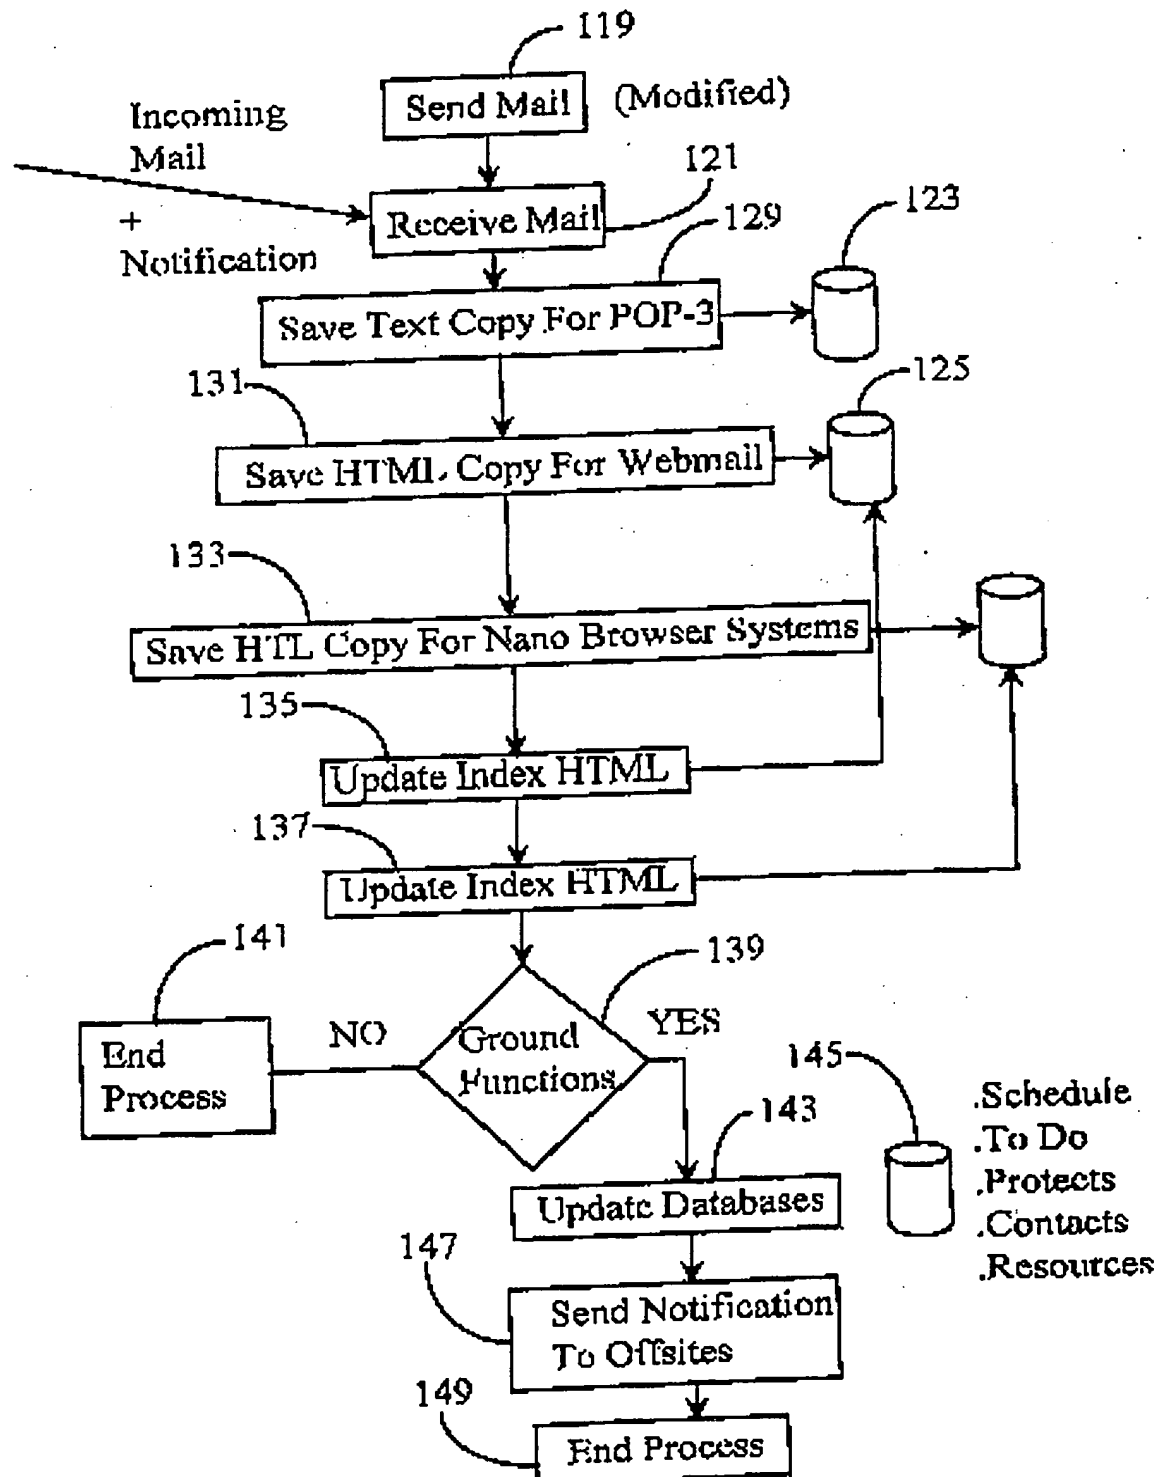 119
Send Mail
(Modified)
Incoming
Mail
+
Notification
121
Receive Mail
129
123
Save Text Copy For POP-3
131
125
Save HTML Copy For Webmail
133
Save HTL Copy For Nano Browser Systems
135
Update Index HTML
137
Update Index HTML
141
139
NO
YES
End
Process
Ground
Functions
145
.Schedule
.To Do
.Protects
.Contacts
.Resources
143
Update Databases
147
Send Notification
To Offsites
149
End Process